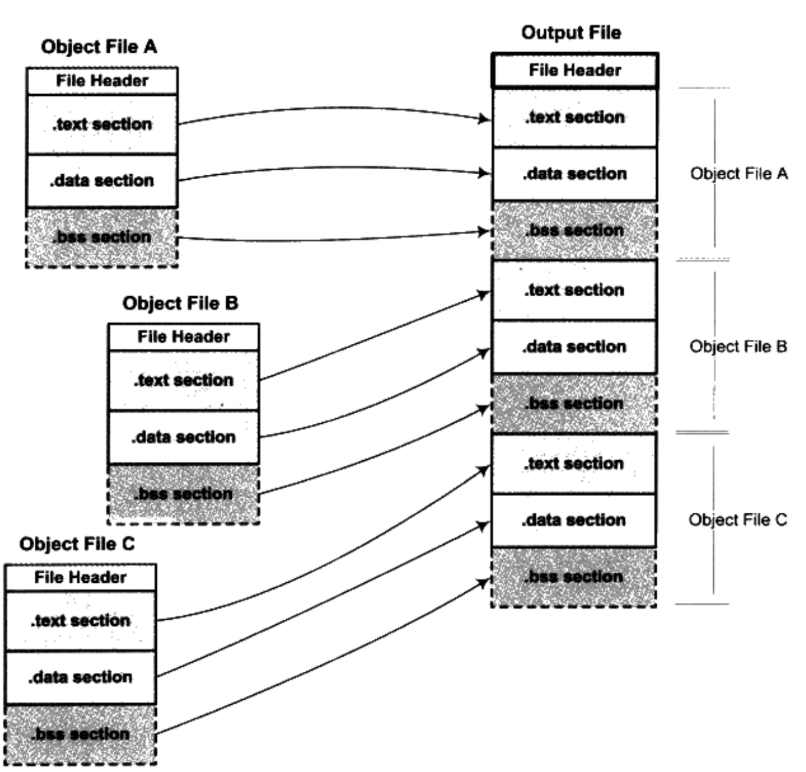 Object File A
File Header
.text section
.data section
.bss section
Object File B
File Header
.text section
.data section
.bss section
Object File C
File Header
.text section
.data section
.bss section
Output File
File Header
.text section
.data section
.bss section
.text section
.data section
.bss section
.text section
.data section
.bss section
Object File A
Object File B
Object File C